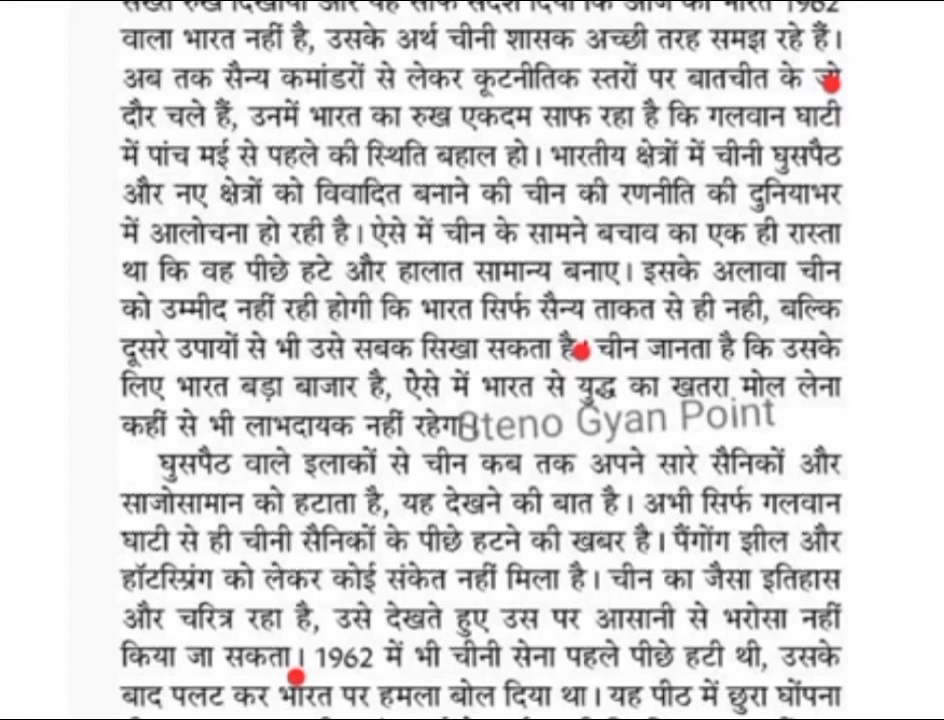 सख्त रुख दिखाया और यह साफ संदेश दिया कि आज का भारत 1962
वाला भारत नहीं है, उसके अर्थ चीनी शासक अच्छी तरह समझ रहे हैं।
अब तक सैन्य कमांडरों से लेकर कूटनीतिक स्तरों पर बातचीत के जो
दौर चले हैं, उनमें भारत का रुख एकदम साफ रहा है कि गलवान घाटी
में पांच मई से पहले की स्थिति बहाल हो। भारतीय क्षेत्रों में चीनी घुसपैठ
और नए क्षेत्रों को विवादित बनाने की चीन की रणनीति की दुनियाभर
में आलोचना हो रही है। ऐसे में चीन के सामने बचाव का एक ही रास्ता
था कि वह पीछे हटे और हालात सामान्य बनाए। इसके अलावा चीन
को उम्मीद नहीं रही होगी कि भारत सिर्फ सैन्य ताकत से ही नही, बल्कि
दूसरे उपायों से भी उसे सबक सिखा सकता है। चीन जानता है कि उसके
लिए भारत बड़ा बाजार है, ऐसे में भारत से युद्ध का खतरा मोल लेना
कहीं से भी लाभदायक नहीं रहेगा।
Steno Gyan Point
घुसपैठ वाले इलाकों से चीन कब तक अपने सारे सैनिकों और
साजोसामान को हटाता है, यह देखने की बात है। अभी सिर्फ गलवान
घाटी से ही चीनी सैनिकों के पीछे हटने की खबर है। पैंगोंग झील और
हॉटस्प्रिंग को लेकर कोई संकेत नहीं मिला है। चीन का जैसा इतिहास
और चरित्र रहा है, उसे देखते हुए उस पर आसानी से भरोसा नहीं
किया जा सकता। 1962 में भी चीनी सेना पहले पीछे हटी थी, उसके
बाद पलट कर भारत पर हमला बोल दिया था। यह पीठ में छुरा घोंपना